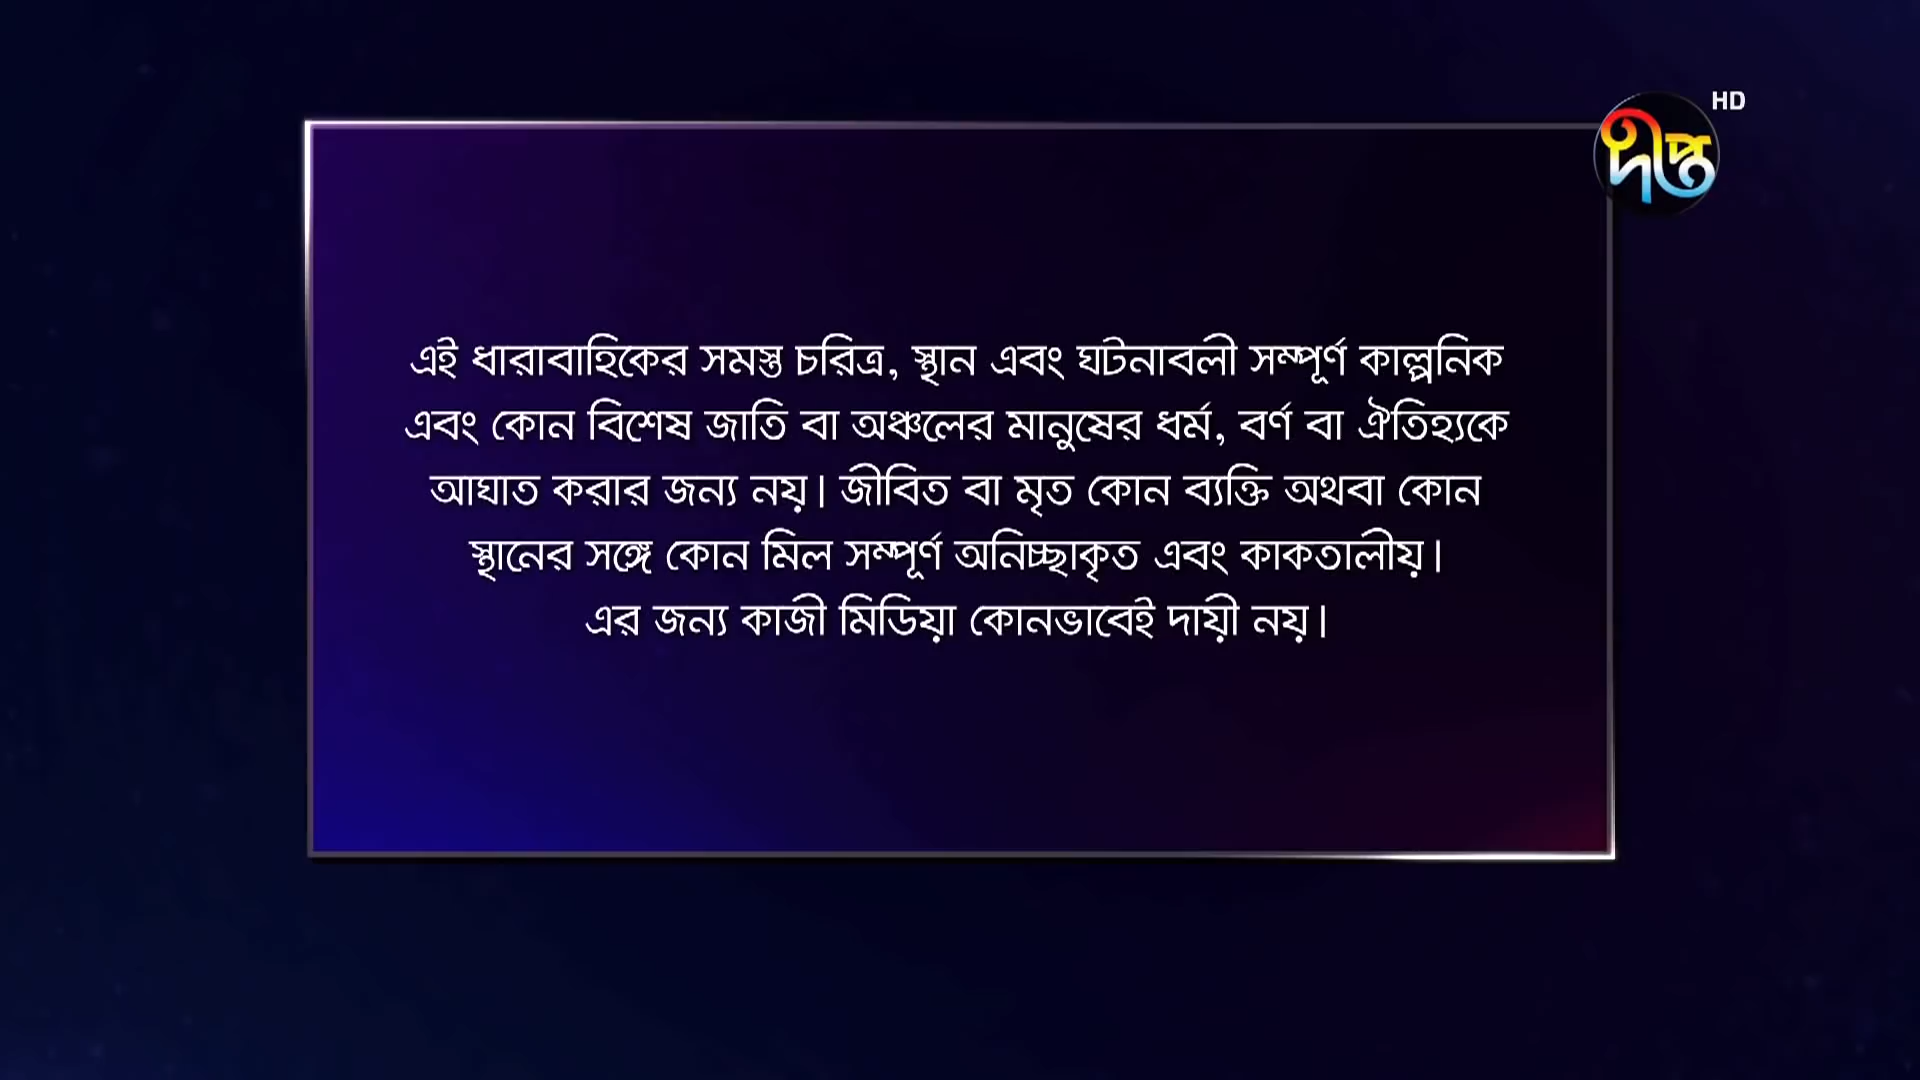 HD
দীপ্ত
এই ধারাবাহিকের সমস্ত চরিত্র, স্থান এবং ঘটনাবলী সম্পূর্ণ কাল্পনিক
এবং কোন বিশেষ জাতি বা অঞ্চলের মানুষের ধর্ম, বর্ণ বা ঐতিহ্যকে
আঘাত করার জন্য নয়। জীবিত বা মৃত কোন ব্যক্তি অথবা কোন
স্থানের সঙ্গে কোন মিল সম্পূর্ণ অনিচ্ছাকৃত এবং কাকতালীয়।
এর জন্য কাজী মিডিয়া কোনভাবেই দায়ী নয়।